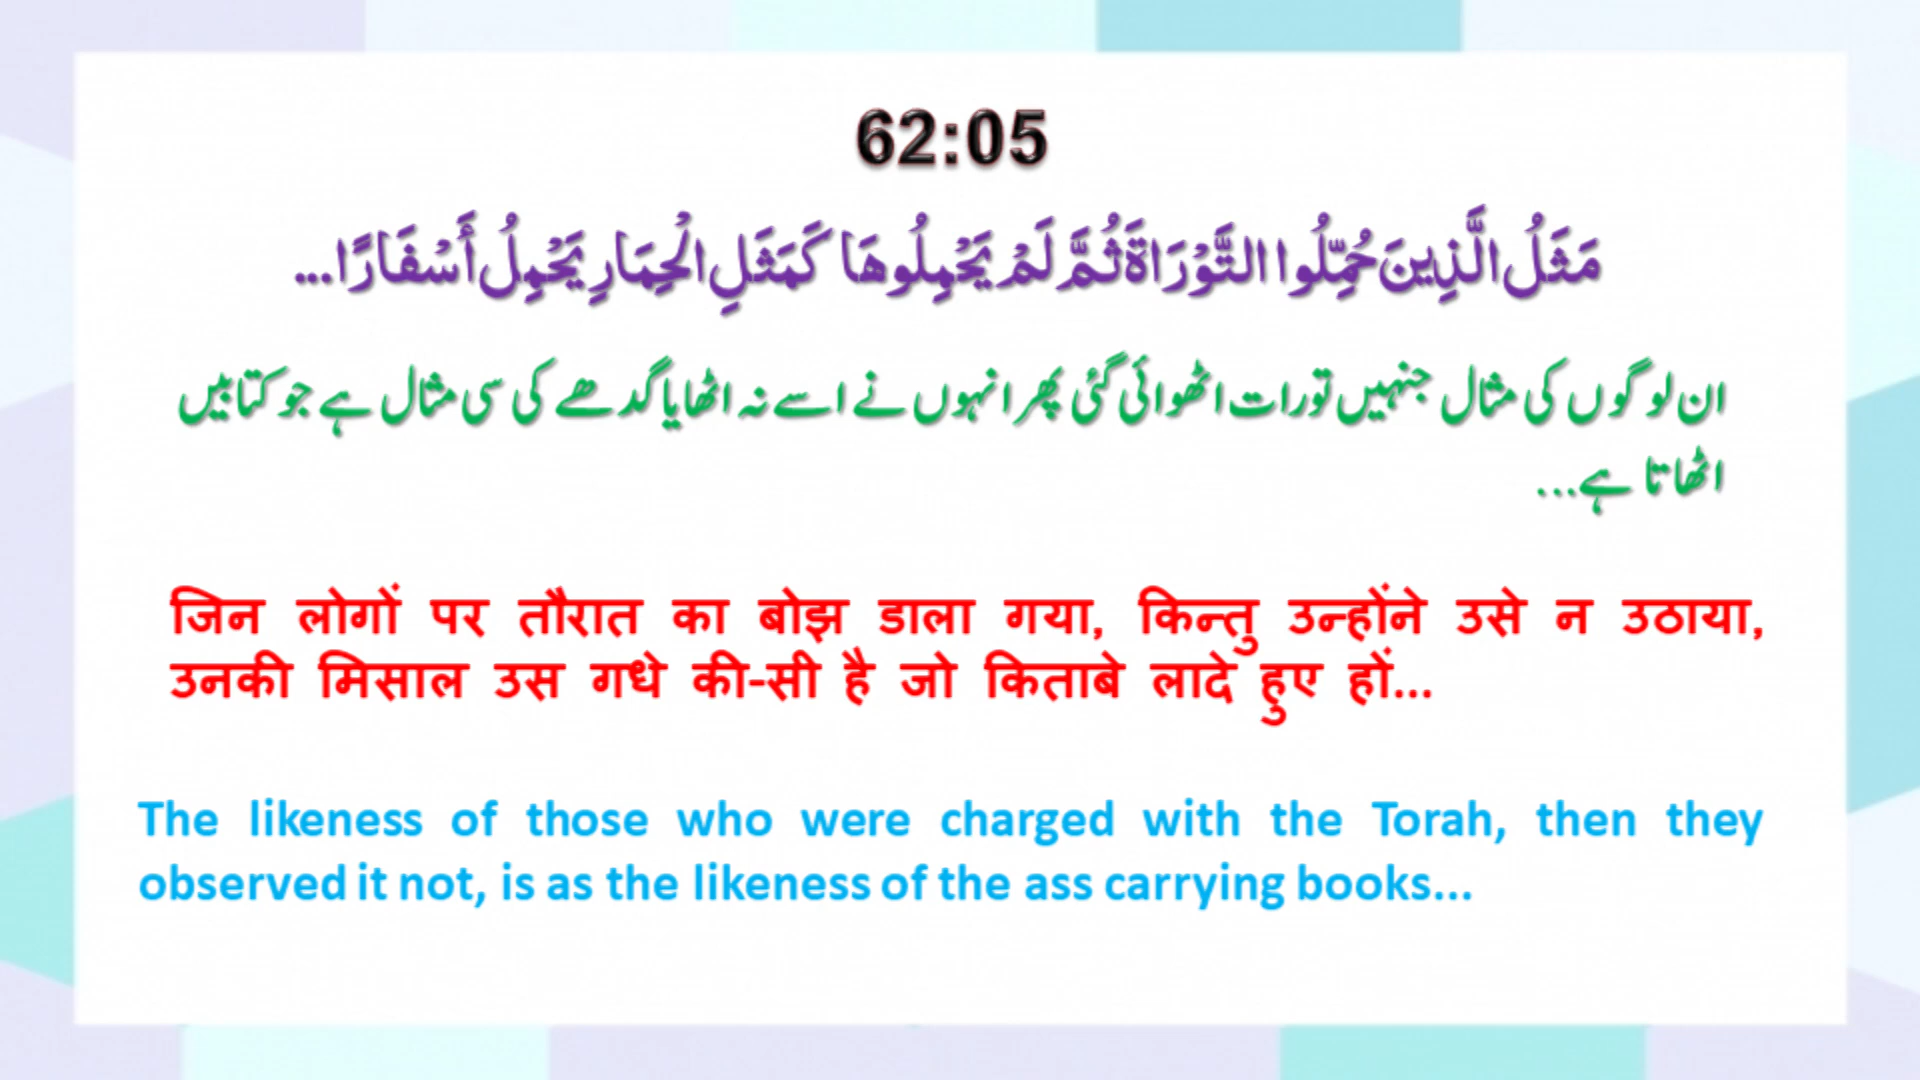 62:05
مَثَلُ الَّذِينَ حُمِّلُوا التَّوْرَاةَ ثُمَّ لَمْ يَحْمِلُوهَا كَمَثَلِ الْحِمَارِ يَحْمِلُ أَسْفَارًا...
ان لوگوں کی مثال جنہیں تورات اٹھوائی گئی پھر انہوں نے اسے نہ اٹھایا گدھے کی سی مثال ہے جو کتابیں
اٹھاتا ہے...
जिन लोगों पर तौरात का बोझ डाला गया, किन्तु उन्होंने उसे न उठाया,
उनकी मिसाल उस गधे की-सी है जो किताबे लादे हुए हों...
The likeness of those who were charged with the Torah, then they
observed it not, is as the likeness of the ass carrying books...